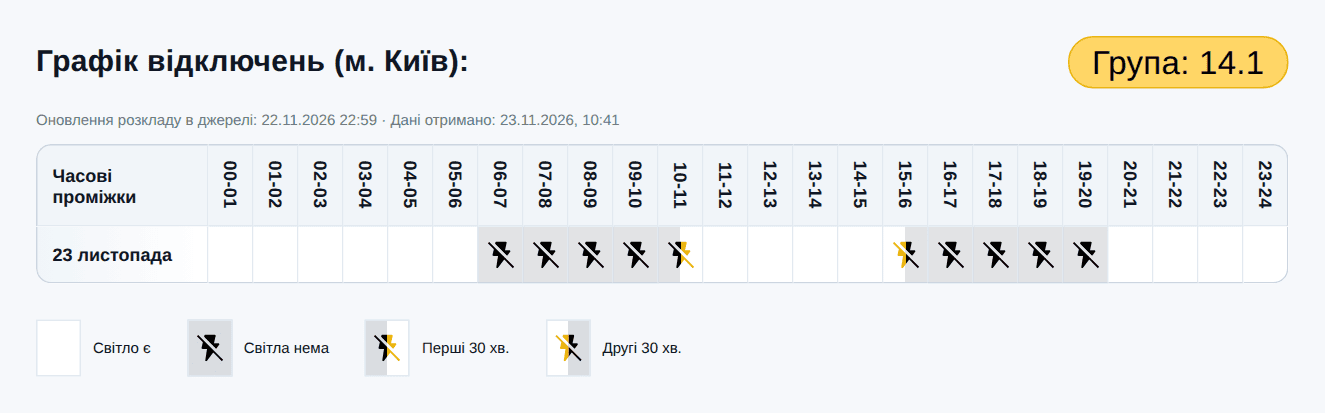 Графік відключень (м. Київ):
Група: 14.1
Оновлення розкладу в джерелі: 22.11.2026 22:59 · Дані отримано: 23.11.2026, 10:41
Часові
проміжки
00-01
01-02
02-03
03-04
04-05
05-06
06-07
07-08
08-09
09-10
10-11
11-12
12-13
13-14
14-15
15-16
16-17
17-18
18-19
19-20
20-21
21-22
22-23
23-24
23 листопада
Світло є
Світла нема
Перші 30 хв.
Другі 30 хв.